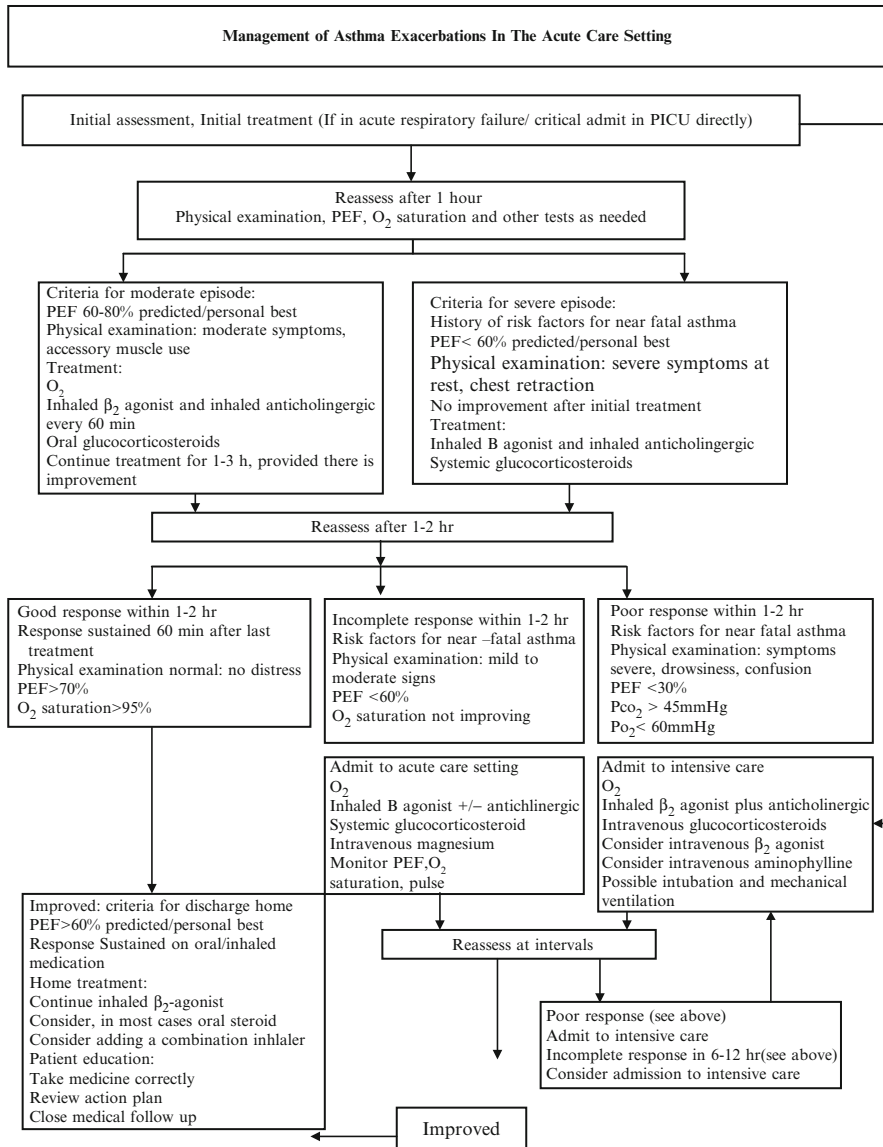 Management of Asthma Exacerbations In The Acute Care Setting
Initial assessment, Initial treatment (If in acute respiratory failure/ critical admit in PICU directly)
Reassess after 1 hour
Physical examination, PEF, O₂ saturation and other tests as needed
Criteria for moderate episode:
PEF 60-80% predicted/personal best
Physical examination: moderate symptoms,
accessory muscle use
Treatment:
O₂
Inhaled β₂ agonist and inhaled anticholingergic
every 60 min
Oral glucocorticosteroids
Continue treatment for 1-3 h, provided there is
improvement
Criteria for severe episode:
History of risk factors for near fatal asthma
PEF< 60% predicted/personal best
Physical examination: severe symptoms at
rest, chest retraction
No improvement after initial treatment
Treatment:
Inhaled B agonist and inhaled anticholingergic
Systemic glucocorticosteroids
Reassess after 1-2 hr
Good response within 1-2 hr
Response sustained 60 min after last
treatment
Physical examination normal: no distress
PEF>70%
O₂ saturation>95%
Incomplete response within 1-2 hr
Risk factors for near –fatal asthma
Physical examination: mild to
moderate signs
PEF <60%
O₂ saturation not improving
Poor response within 1-2 hr
Risk factors for near fatal asthma
Physical examination: symptoms
severe, drowsiness, confusion
PEF <30%
Pco₂ > 45mmHg
Po₂< 60mmHg
Admit to acute care setting
O₂
Inhaled B agonist +/− antichlinergic
Systemic glucocorticosteroid
Intravenous magnesium
Monitor PEF,O₂
saturation, pulse
Admit to intensive care
O₂
Inhaled β₂ agonist plus anticholinergic
Intravenous glucocorticosteroids
Consider intravenous β₂ agonist
Consider intravenous aminophylline
Possible intubation and mechanical
ventilation
Improved: criteria for discharge home
PEF>60% predicted/personal best
Response Sustained on oral/inhaled
medication
Home treatment:
Continue inhaled β₂-agonist
Consider, in most cases oral steroid
Consider adding a combination inhlaler
Patient education:
Take medicine correctly
Review action plan
Close medical follow up
Reassess at intervals
Poor response (see above)
Admit to intensive care
Incomplete response in 6-12 hr(see above)
Consider admission to intensive care
Improved